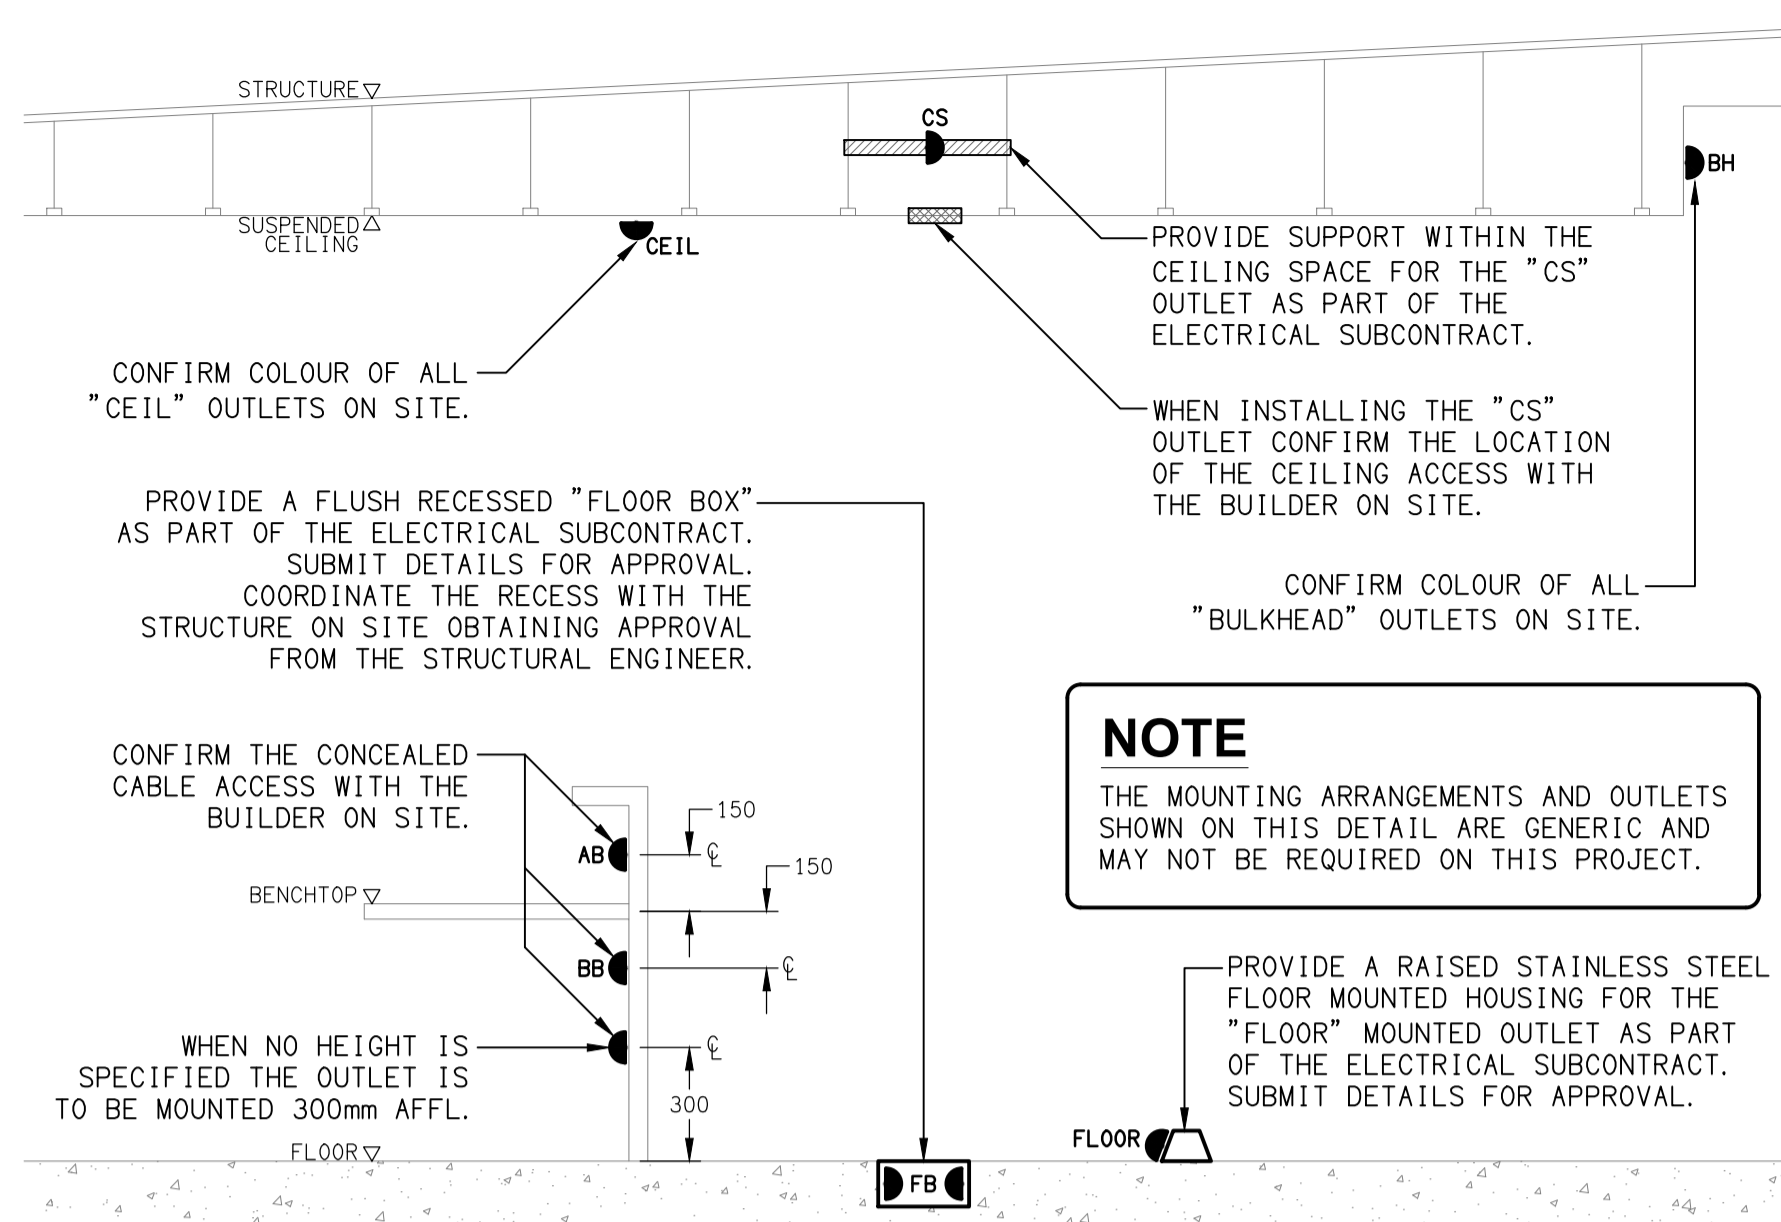 STRUCTURE
CS
BH
SUSPENDED
CEILING
CEIL
PROVIDE SUPPORT WITHIN THE
CEILING SPACE FOR THE "CS"
OUTLET AS PART OF THE
ELECTRICAL SUBCONTRACT.
CONFIRM COLOUR OF ALL
"CEIL" OUTLETS ON SITE.
WHEN INSTALLING THE "CS"
OUTLET CONFIRM THE LOCATION
OF THE CEILING ACCESS WITH
THE BUILDER ON SITE.
PROVIDE A FLUSH RECESSED "FLOOR BOX"
AS PART OF THE ELECTRICAL SUBCONTRACT.
SUBMIT DETAILS FOR APPROVAL.
COORDINATE THE RECESS WITH THE
STRUCTURE ON SITE OBTAINING APPROVAL
FROM THE STRUCTURAL ENGINEER.
CONFIRM COLOUR OF ALL
"BULKHEAD" OUTLETS ON SITE.
NOTE
THE MOUNTING ARRANGEMENTS AND OUTLETS
SHOWN ON THIS DETAIL ARE GENERIC AND
MAY NOT BE REQUIRED ON THIS PROJECT.
CONFIRM THE CONCEALED
CABLE ACCESS WITH THE
BUILDER ON SITE.
150
AB
℄
150
BENCHTOP
BB
℄
WHEN NO HEIGHT IS
SPECIFIED THE OUTLET IS
TO BE MOUNTED 300mm AFFL.
℄
300
PROVIDE A RAISED STAINLESS STEEL
FLOOR MOUNTED HOUSING FOR THE
"FLOOR" MOUNTED OUTLET AS PART
OF THE ELECTRICAL SUBCONTRACT.
SUBMIT DETAILS FOR APPROVAL.
FLOOR
FLOOR
FB